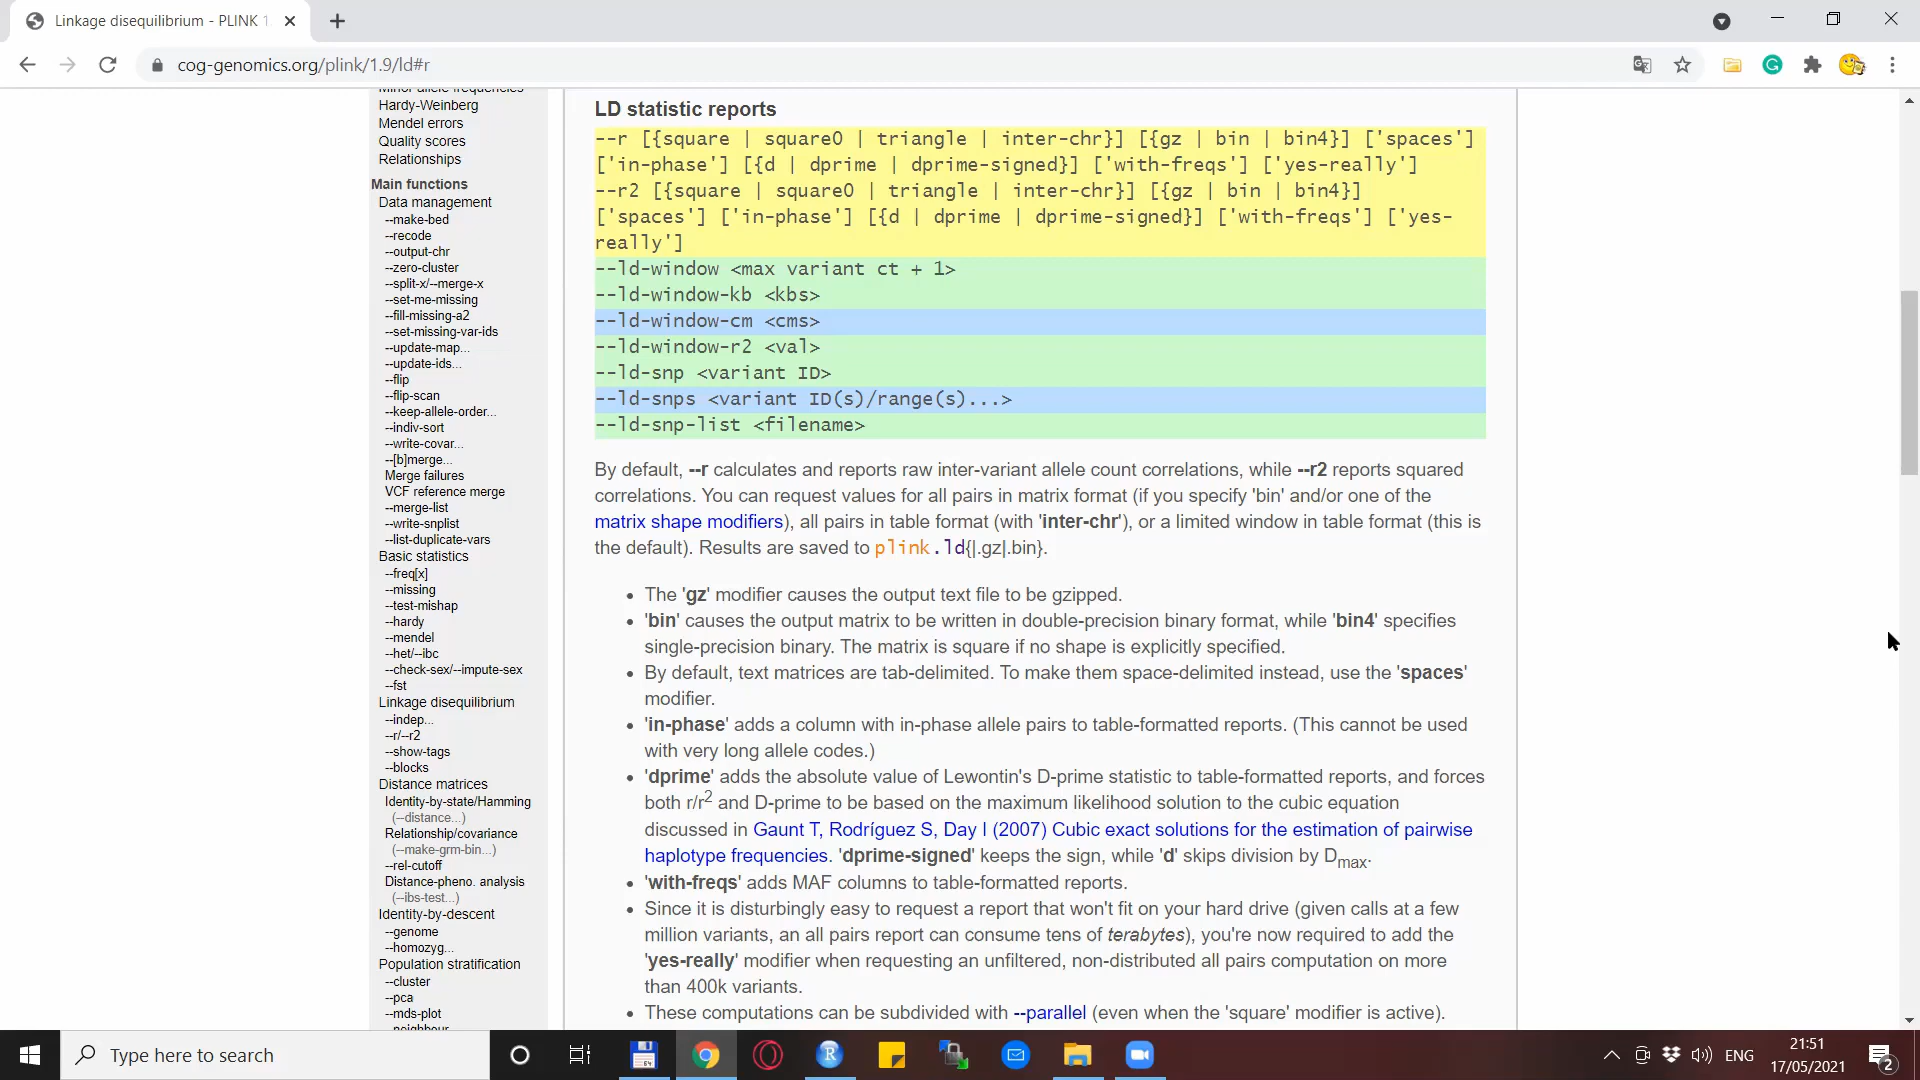 Linkage disequilibrium - PLINK 1
cog-genomics.org/plink/1.9/ld#r
Minor allele frequencies
Hardy-Weinberg
Mendel errors
Quality scores
Relationships
Main functions
Data management
--make-bed
--recode
--output-chr
--zero-cluster
--split-x/--merge-x
--set-me-missing
--fill-missing-a2
--set-missing-var-ids
--update-map...
--update-ids...
--flip
--flip-scan
--keep-allele-order...
--indiv-sort
--write-covar...
--[b]merge...
Merge failures
VCF reference merge
--merge-list
--write-snplist
--list-duplicate-vars
Basic statistics
--freq[x]
--missing
--test-mishap
--hardy
--mendel
--het/--ibc
--check-sex/--impute-sex
--fst
Linkage disequilibrium
--indep...
--r/--r2
--show-tags
--blocks
Distance matrices
Identity-by-state/Hamming
(--distance...)
Relationship/covariance
(--make-grm-bin...)
--rel-cutoff
Distance-pheno. analysis
(--ibs-test...)
Identity-by-descent
--genome
--homozyg...
Population stratification
--cluster
--pca
--mds-plot
--neighbour
LD statistic reports
--r [{square | square0 | triangle | inter-chr}] [{gz | bin | bin4}] ['spaces']
['in-phase'] [{d | dprime | dprime-signed}] ['with-freqs'] ['yes-really']
--r2 [{square | square0 | triangle | inter-chr}] [{gz | bin | bin4}]
['spaces'] ['in-phase'] [{d | dprime | dprime-signed}] ['with-freqs'] ['yes-
really']
--ld-window <max variant ct + 1>
--ld-window-kb <kbs>
--ld-window-cm <cms>
--ld-window-r2 <val>
--ld-snp <variant ID>
--ld-snps <variant ID(s)/range(s)...>
--ld-snp-list <filename>
By default, --r calculates and reports raw inter-variant allele count correlations, while --r2 reports squared
correlations. You can request values for all pairs in matrix format (if you specify 'bin' and/or one of the
matrix shape modifiers), all pairs in table format (with 'inter-chr'), or a limited window in table format (this is
the default). Results are saved to plink.ld{|.gz|.bin}.
• The 'gz' modifier causes the output text file to be gzipped.
• 'bin' causes the output matrix to be written in double-precision binary format, while 'bin4' specifies
single-precision binary. The matrix is square if no shape is explicitly specified.
• By default, text matrices are tab-delimited. To make them space-delimited instead, use the 'spaces'
modifier.
• 'in-phase' adds a column with in-phase allele pairs to table-formatted reports. (This cannot be used
with very long allele codes.)
• 'dprime' adds the absolute value of Lewontin's D-prime statistic to table-formatted reports, and forces
both r/r2 and D-prime to be based on the maximum likelihood solution to the cubic equation
discussed in Gaunt T, Rodríguez S, Day I (2007) Cubic exact solutions for the estimation of pairwise
haplotype frequencies. 'dprime-signed' keeps the sign, while 'd' skips division by Dmax.
• 'with-freqs' adds MAF columns to table-formatted reports.
• Since it is disturbingly easy to request a report that won't fit on your hard drive (given calls at a few
million variants, an all pairs report can consume tens of terabytes), you're now required to add the
'yes-really' modifier when requesting an unfiltered, non-distributed all pairs computation on more
than 400k variants.
• These computations can be subdivided with --parallel (even when the 'square' modifier is active).
Type here to search
64
R
ENG
21:51
17/05/2021
2